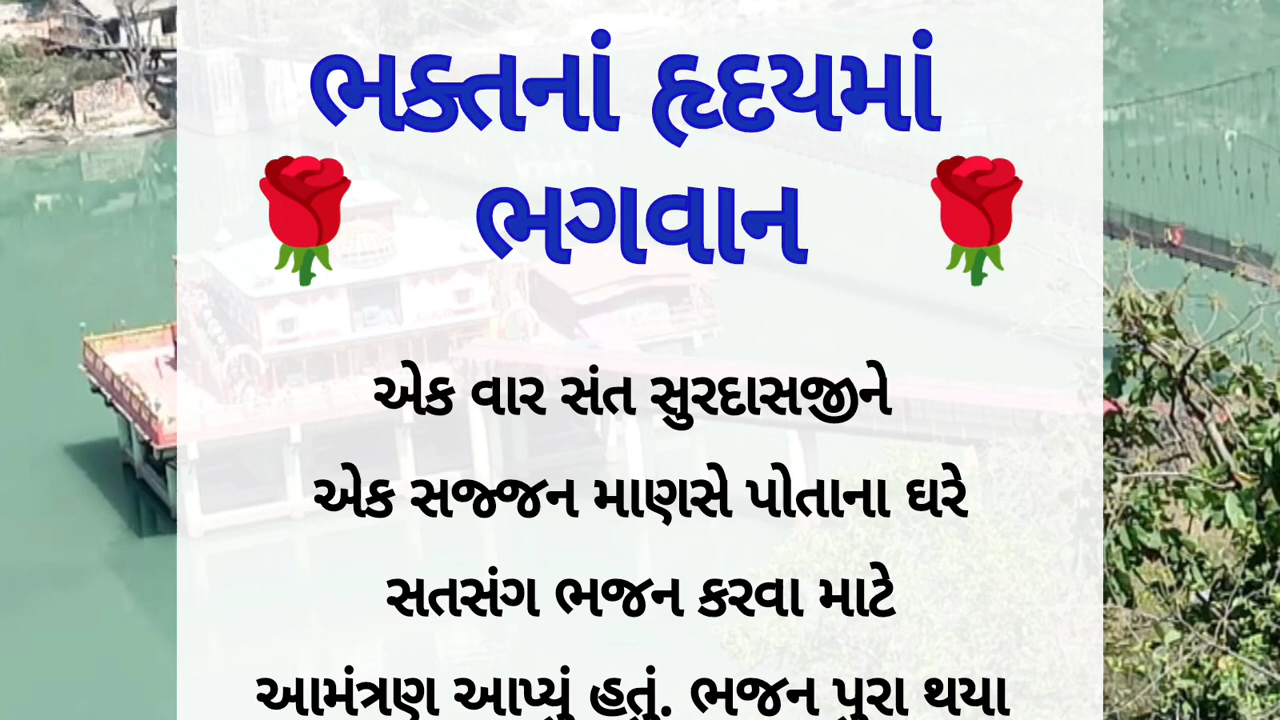 ભક્તનાં હૃદયમાં
ભગવાન
એક વાર સંત સુરદાસજીને
એક સજ્જન માણસે પોતાના ઘરે
સતસંગ ભજન કરવા માટે
આમંત્રણ આપ્યું હતું. ભજન પુરા થયા